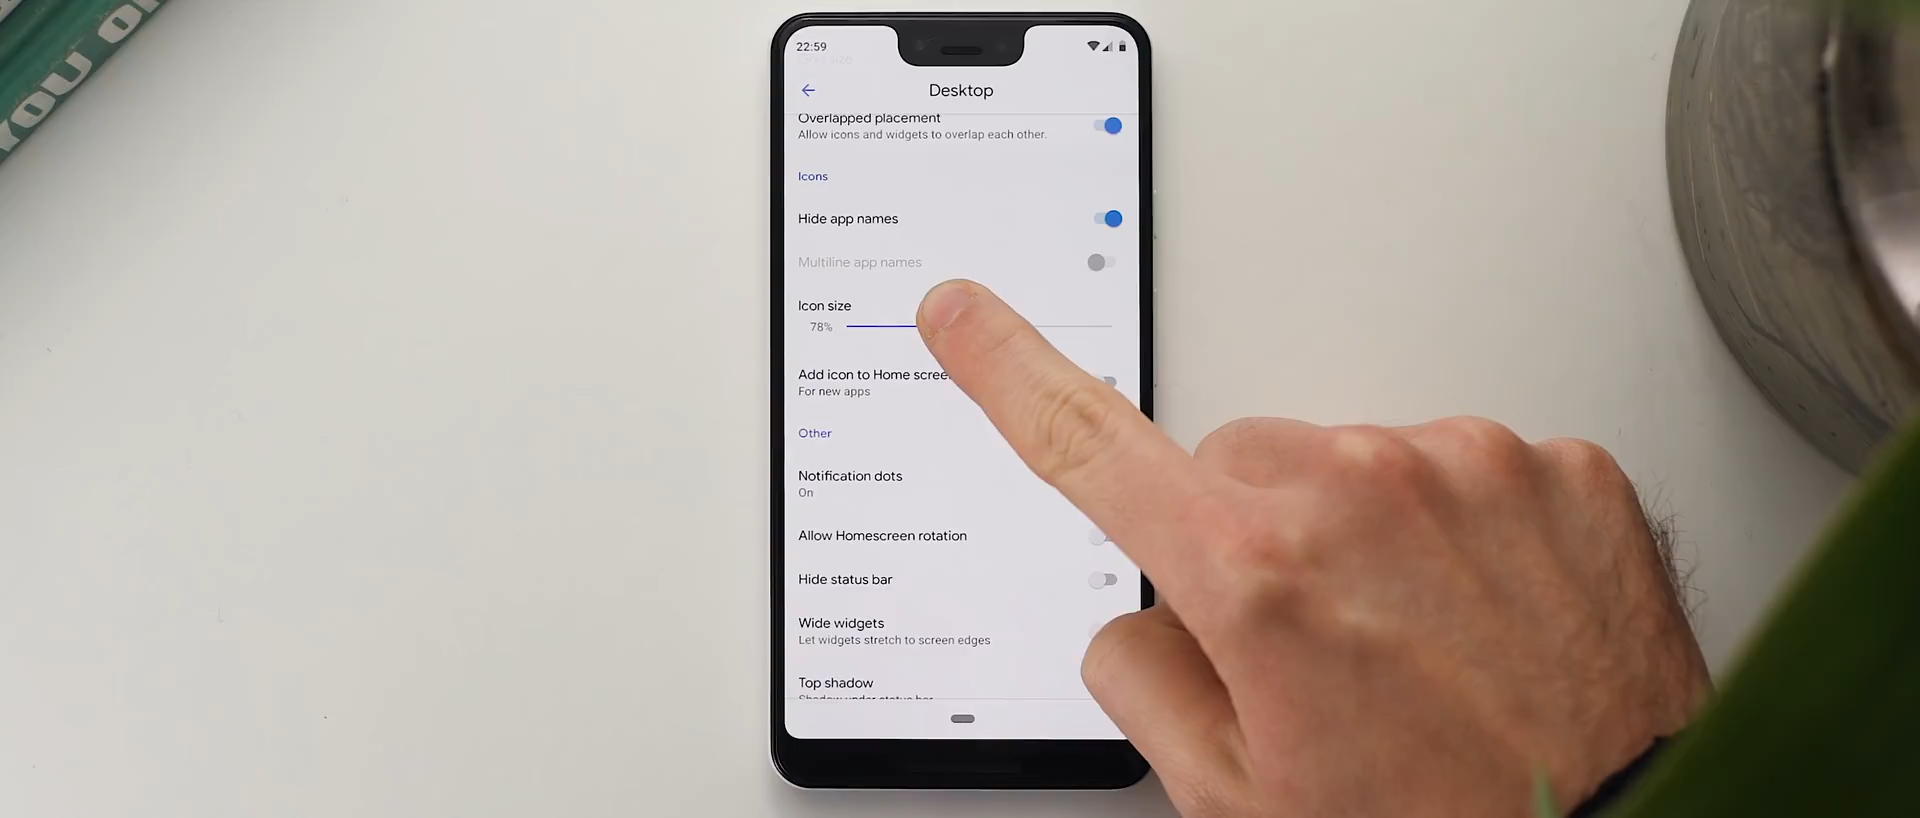 YOU
22:59
Desktop
Overlapped placement
Allow icons and widgets to overlap each other.
Icons
Hide app names
Multiline app names
Icon size
78%
Add icon to Home scree
For new apps
Other
Notification dots
On
Allow Homescreen rotation
Hide status bar
Wide widgets
Let widgets stretch to screen edges
Top shadow
Shadow under status bar